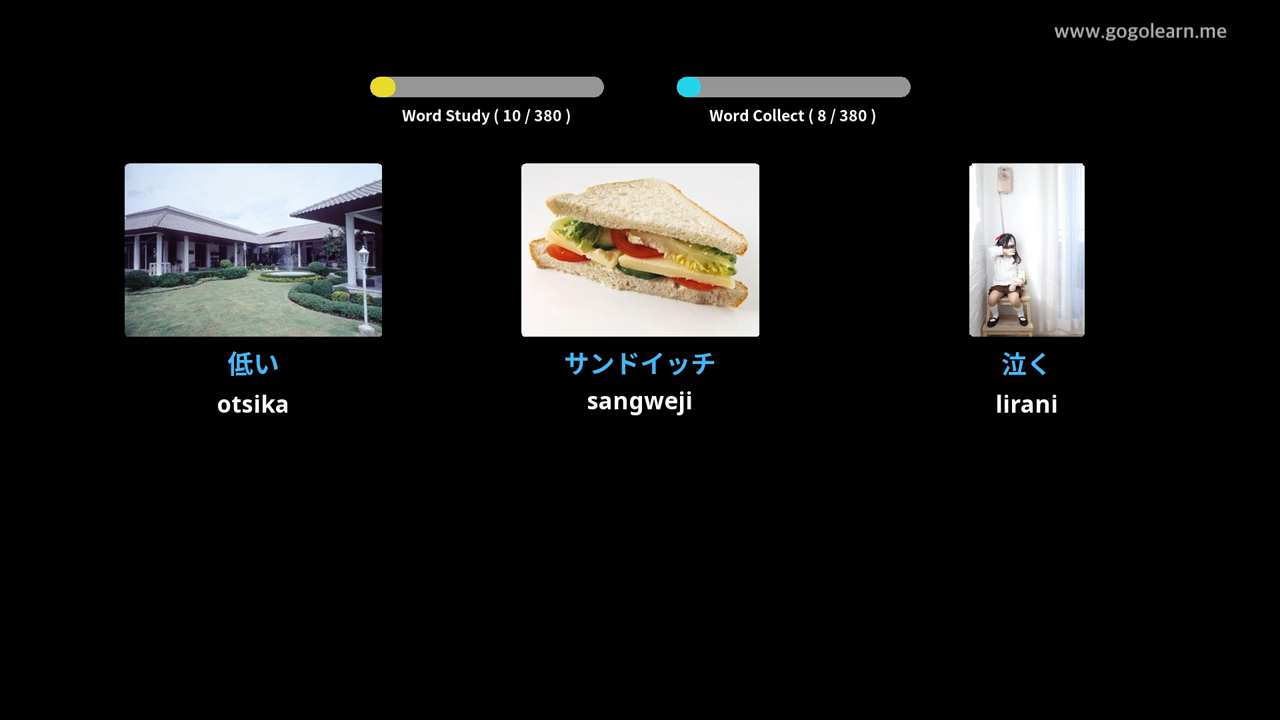 www.gogolearn.me
Word Study ( 10 / 380 )
Word Collect ( 8 / 380 )
低い
otsika
サンドイッチ
sangweji
泣く
lirani